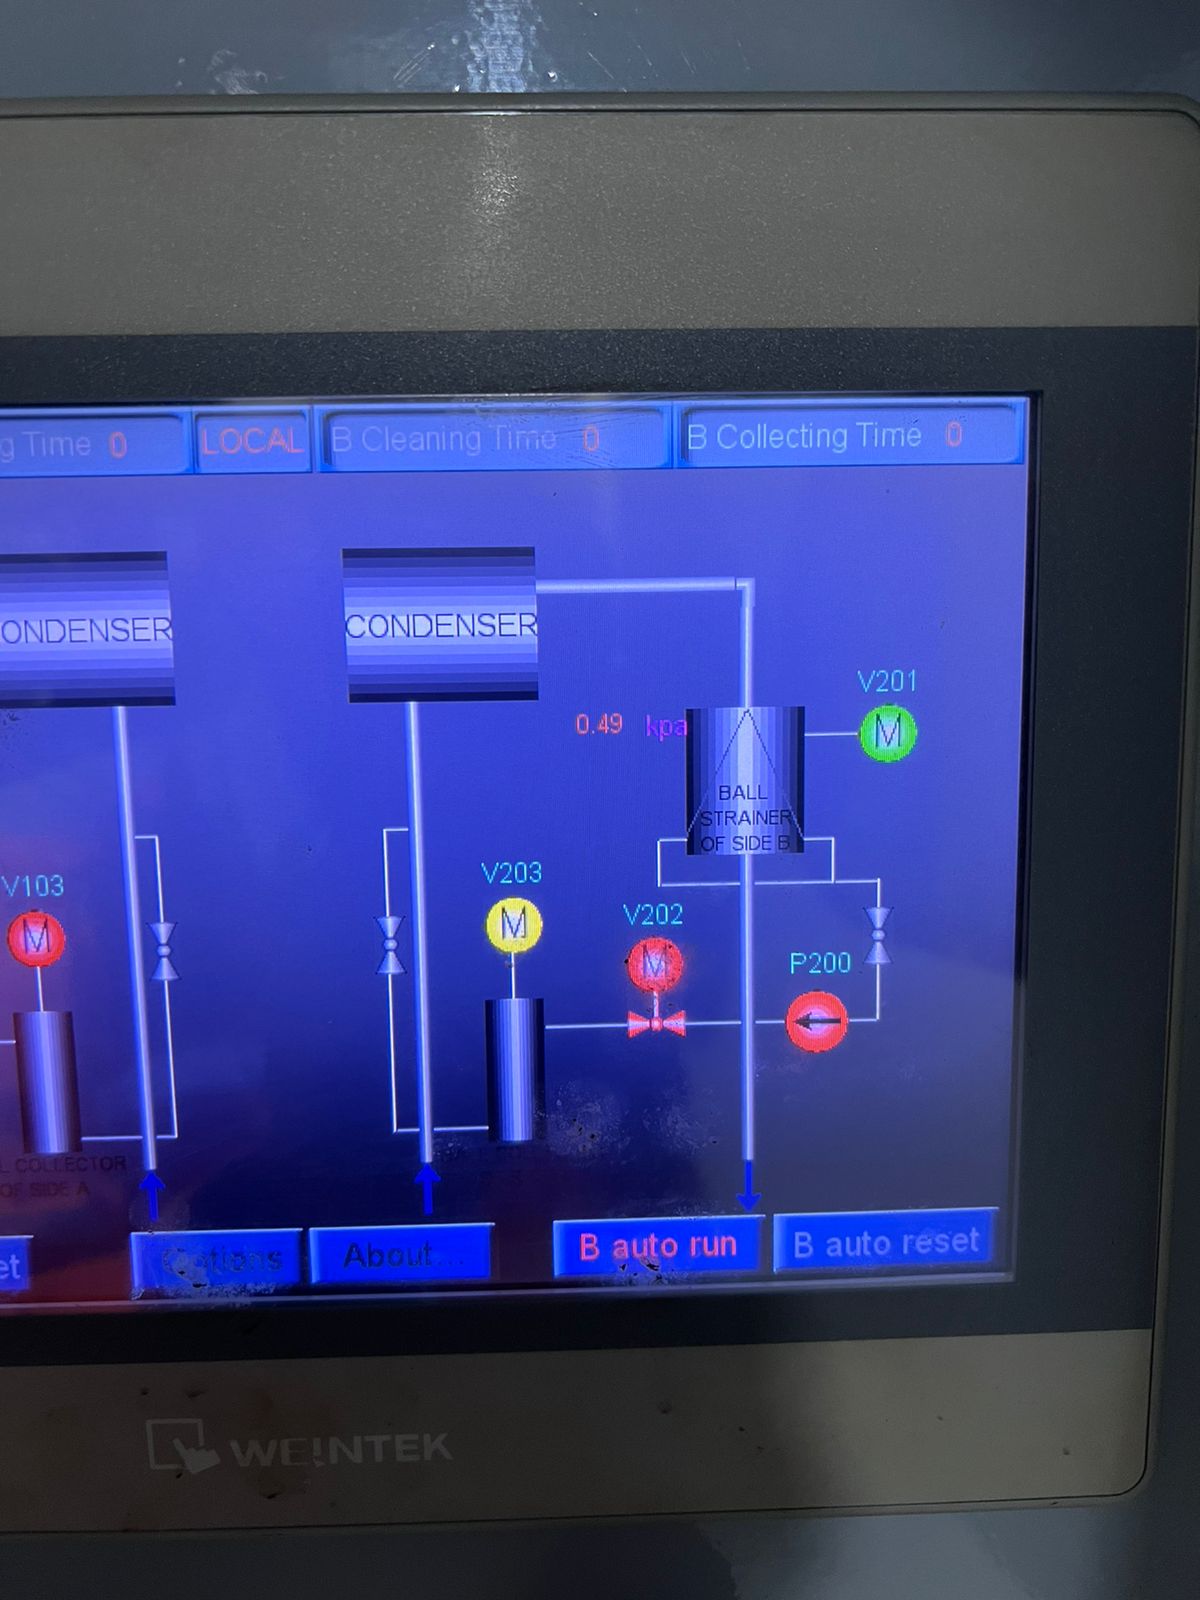 g Time 0
LOCAL
B Cleaning Time 0
B Collecting Time 0
ONDENSER
CONDENSER
V201
M
0.49 kpa
BALL
STRAINER
OF SIDE B
V103
M
V203
M
V202
M
P200
L COLLECTOR
OF SIDE A
et
Options
About...
B auto run
B auto reset
WEINTEK